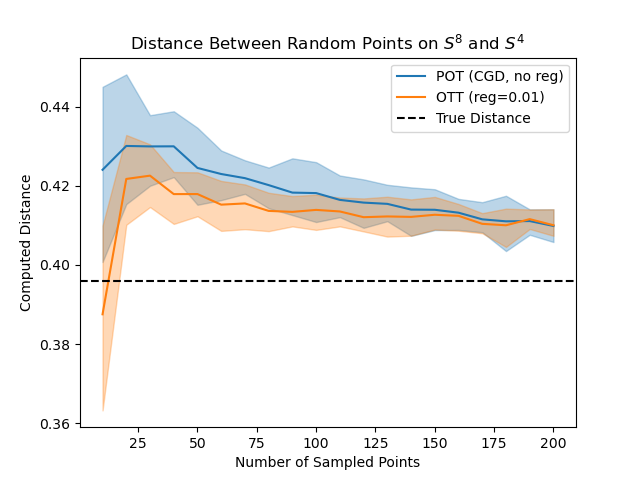 Distance Between Random Points on $S^8$ and $S^4$
POT (CGD, no reg)
OTT (reg=0.01)
True Distance
Computed Distance
0.44
0.42
0.40
0.38
0.36
25 50 75 100 125 150 175 200
Number of Sampled Points